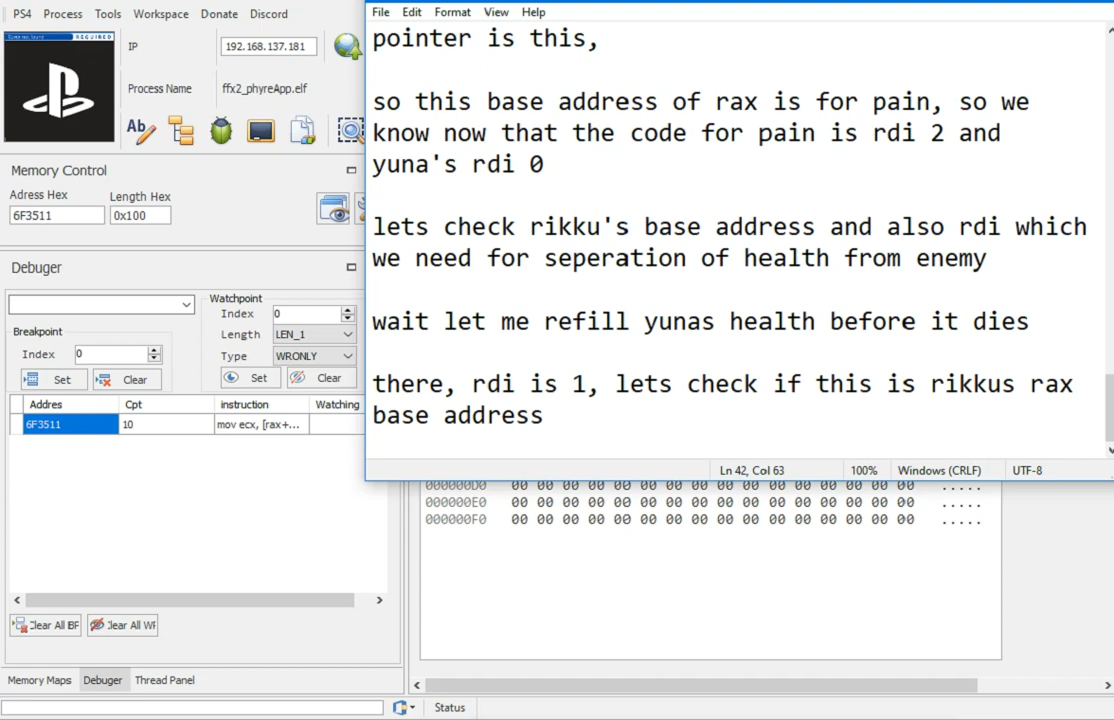 PS4 Process Tools Workspace Donate Discord
File Edit Format View Help
REQUIRED
IP 192.168.137.181
Process Name ffx2_phyreApp.elf
Ab
Memory Control
Adress Hex Length Hex
6F3511 0x100
Debuger
Watchpoint
Index 0
Length LEN_1
Type WRONLY
Set Clear
Breakpoint
Index 0
Set Clear
Addres Cpt instruction Watching
6F3511 10 mov ecx, [rax+...
Clear All BF Clear All WF
Memory Maps Debuger Thread Panel
Status
pointer is this,
so this base address of rax is for pain, so we
know now that the code for pain is rdi 2 and
yuna's rdi 0
lets check rikku's base address and also rdi which
we need for seperation of health from enemy
wait let me refill yunas health before it dies
there, rdi is 1, lets check if this is rikkus rax
base address
Ln 42, Col 63 100% Windows (CRLF) UTF-8
000000D0 00 00 00 00 00 00 00 00 00 00 00 00 00 00 00 00 .....
000000E0 00 00 00 00 00 00 00 00 00 00 00 00 00 00 00 00 .....
000000F0 00 00 00 00 00 00 00 00 00 00 00 00 00 00 00 00 .....